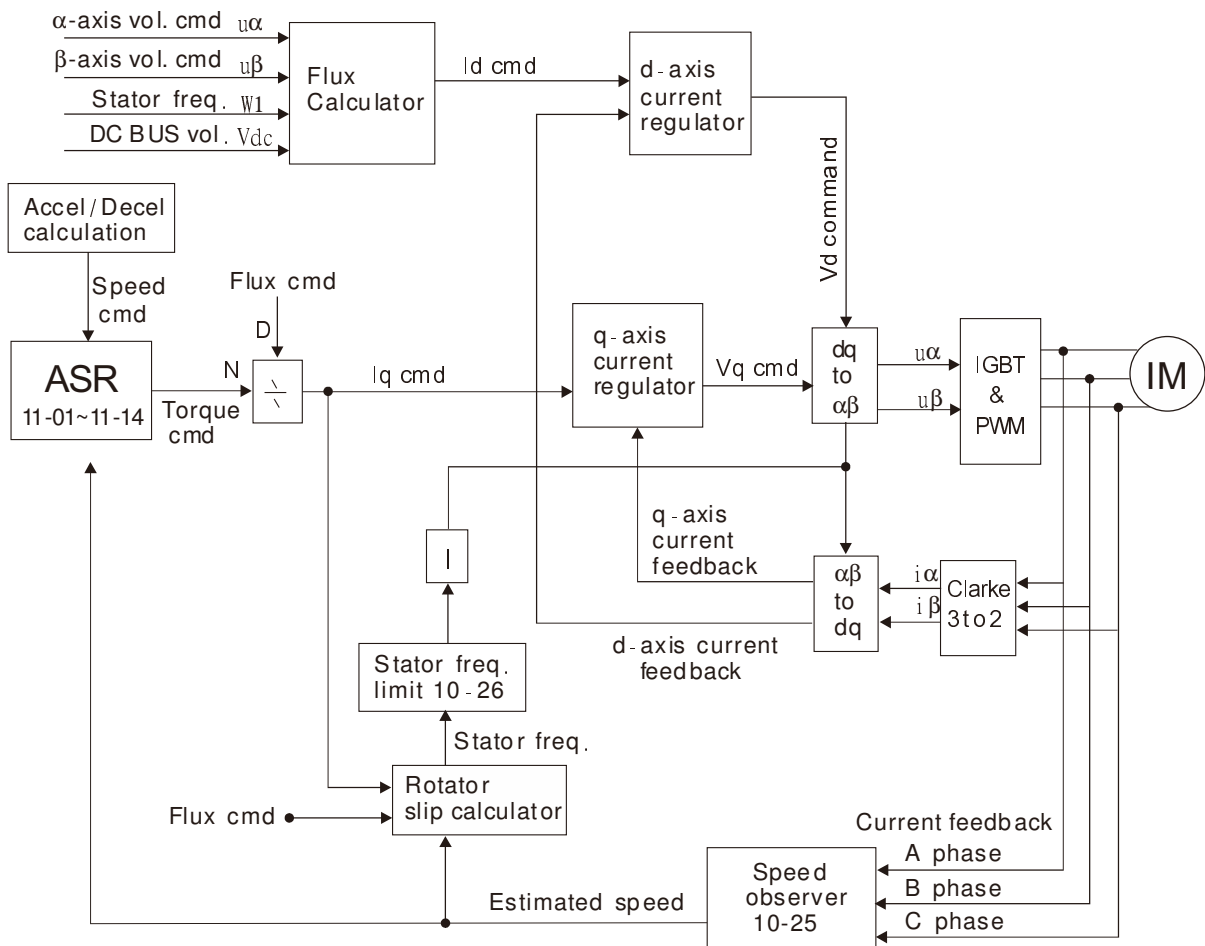 α-axis vol. cmd uα
β-axis vol. cmd uβ
Stator freq. W1
DC BUS vol. Vdc
Flux
Calculator
Id cmd
d-axis
current
regulator
Vd command
Accel/Decel
calculation
Speed
cmd
Flux cmd
D
ASR
11-01~11-14
N
Torque
cmd
Iq cmd
q-axis
current
regulator
Vq cmd
dq
to
αβ
uα
uβ
IGBT
&
PWM
IM
q-axis
current
feedback
I
αβ
to
dq
iα
iβ
Clarke
3to2
d-axis current
feedback
Stator freq.
limit 10-26
Stator freq.
Rotator
slip calculator
Flux cmd
Current feedback
A phase
B phase
C phase
Speed
observer
10-25
Estimated speed